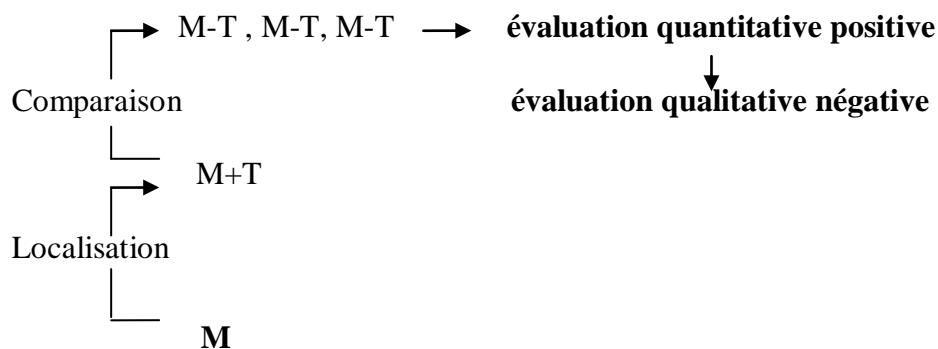 M-T , M-T, M-T évaluation quantitative positive
Comparaison évaluation qualitative négative
M+T
Localisation
M